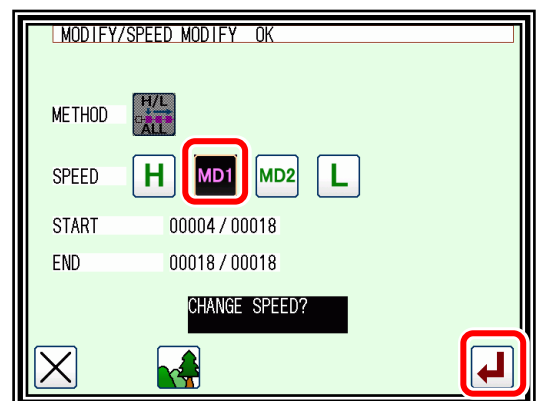 MODIFY/SPEED MODIFY OK
METHOD H/L ALL
SPEED H MD1 MD2 L
START 00004/00018
END 00018/00018
CHANGE SPEED?